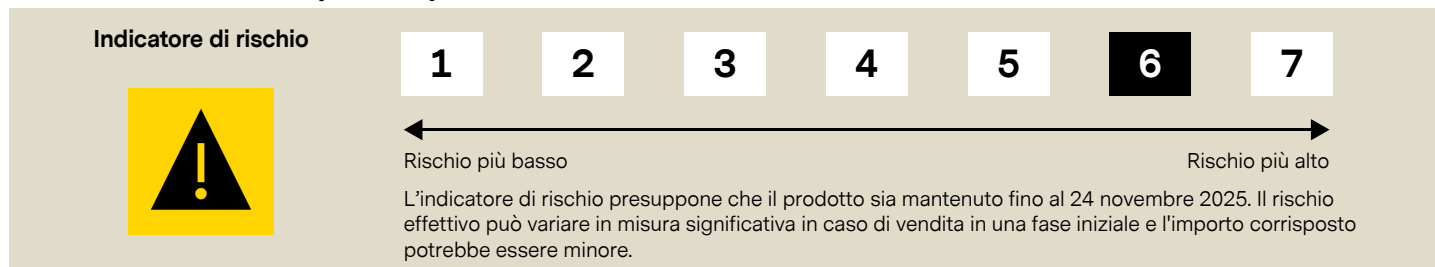 Indicatore di rischio
1 2 3 4 5 6 7
Rischio più basso Rischio più alto
L'indicatore di rischio presuppone che il prodotto sia mantenuto fino al 24 novembre 2025. Il rischio
effettivo può variare in misura significativa in caso di vendita in una fase iniziale e l'importo corrisposto
potrebbe essere minore.